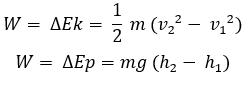 W = ΔEk = 1/2 m (v₂² − v₁²)
W = ΔEp = mg (h₂ − h₁)